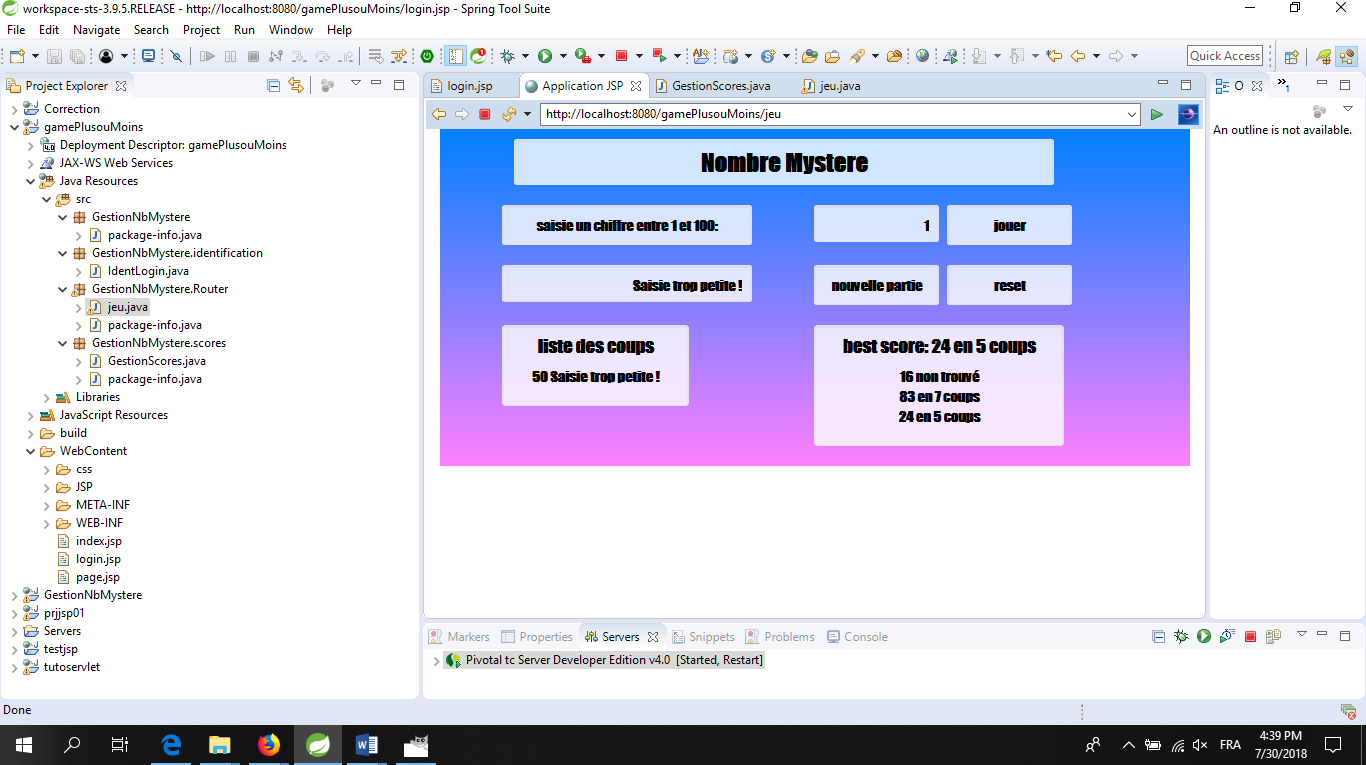 workspace-sts-3.9.5.RELEASE - http://localhost:8080/gamePlusouMoins/login.jsp - Spring Tool Suite
File Edit Navigate Search Project Run Window Help
Quick Access
Project Explorer
Correction
gamePlusouMoins
Deployment Descriptor: gamePlusouMoins
JAX-WS Web Services
Java Resources
src
GestionNbMystere
package-info.java
GestionNbMystere.identification
IdentLogin.java
GestionNbMystere.Router
jeu.java
package-info.java
GestionNbMystere.scores
GestionScores.java
package-info.java
Libraries
JavaScript Resources
build
WebContent
css
JSP
META-INF
WEB-INF
index.jsp
login.jsp
page.jsp
GestionNbMystere
prjjsp01
Servers
testjsp
tutoservlet
login.jsp Application JSP GestionScores.java jeu.java
http://localhost:8080/gamePlusouMoins/jeu
Nombre Mystere
saisie un chiffre entre 1 et 100: 1 jouer
Saisie trop petite ! nouvelle partie reset
liste des coups
50 Saisie trop petite !
best score: 24 en 5 coups
16 non trouvé
83 en 7 coups
24 en 5 coups
O »1
An outline is not available.
Markers Properties Servers Snippets Problems Console
Pivotal tc Server Developer Edition v4.0 [Started, Restart]
Done
FRA
4:39 PM
7/30/2018